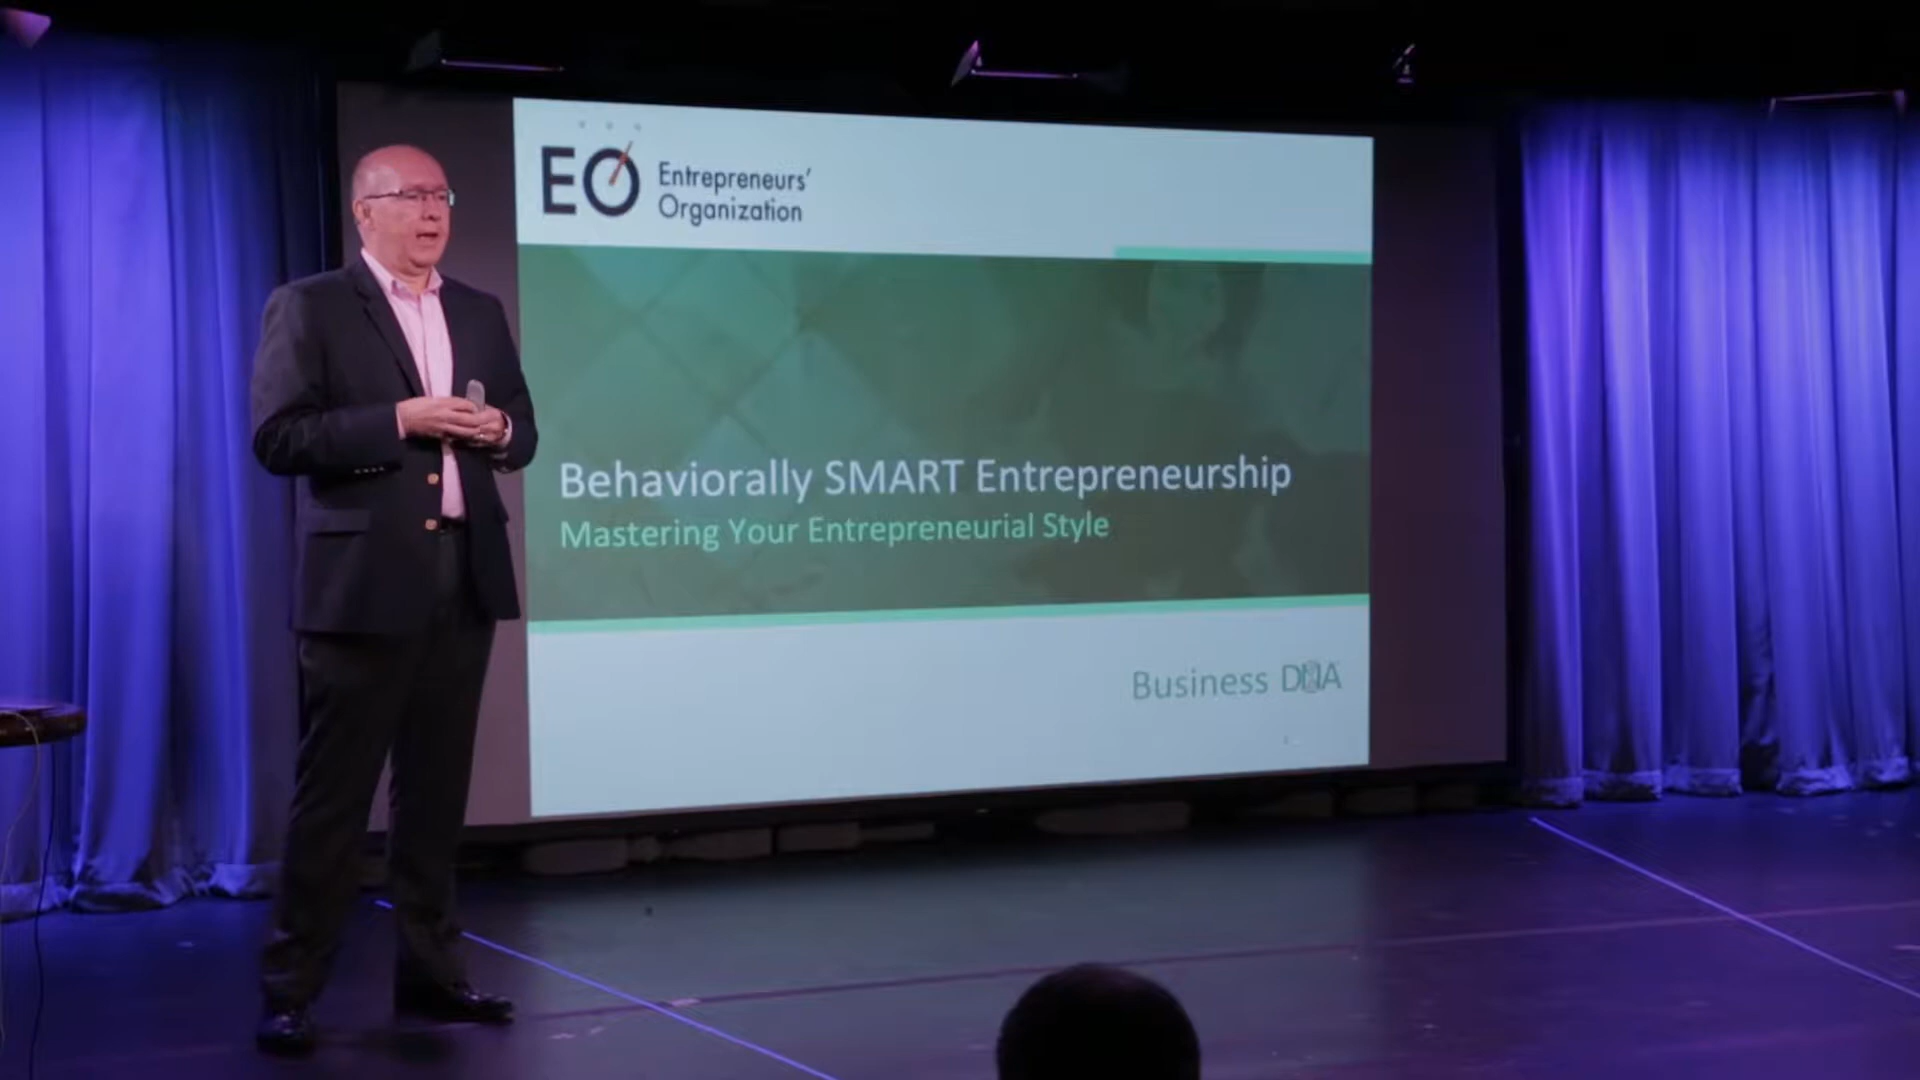 EO
Entrepreneurs'
Organization
Behaviorally SMART Entrepreneurship
Mastering Your Entrepreneurial Style
Business DNA